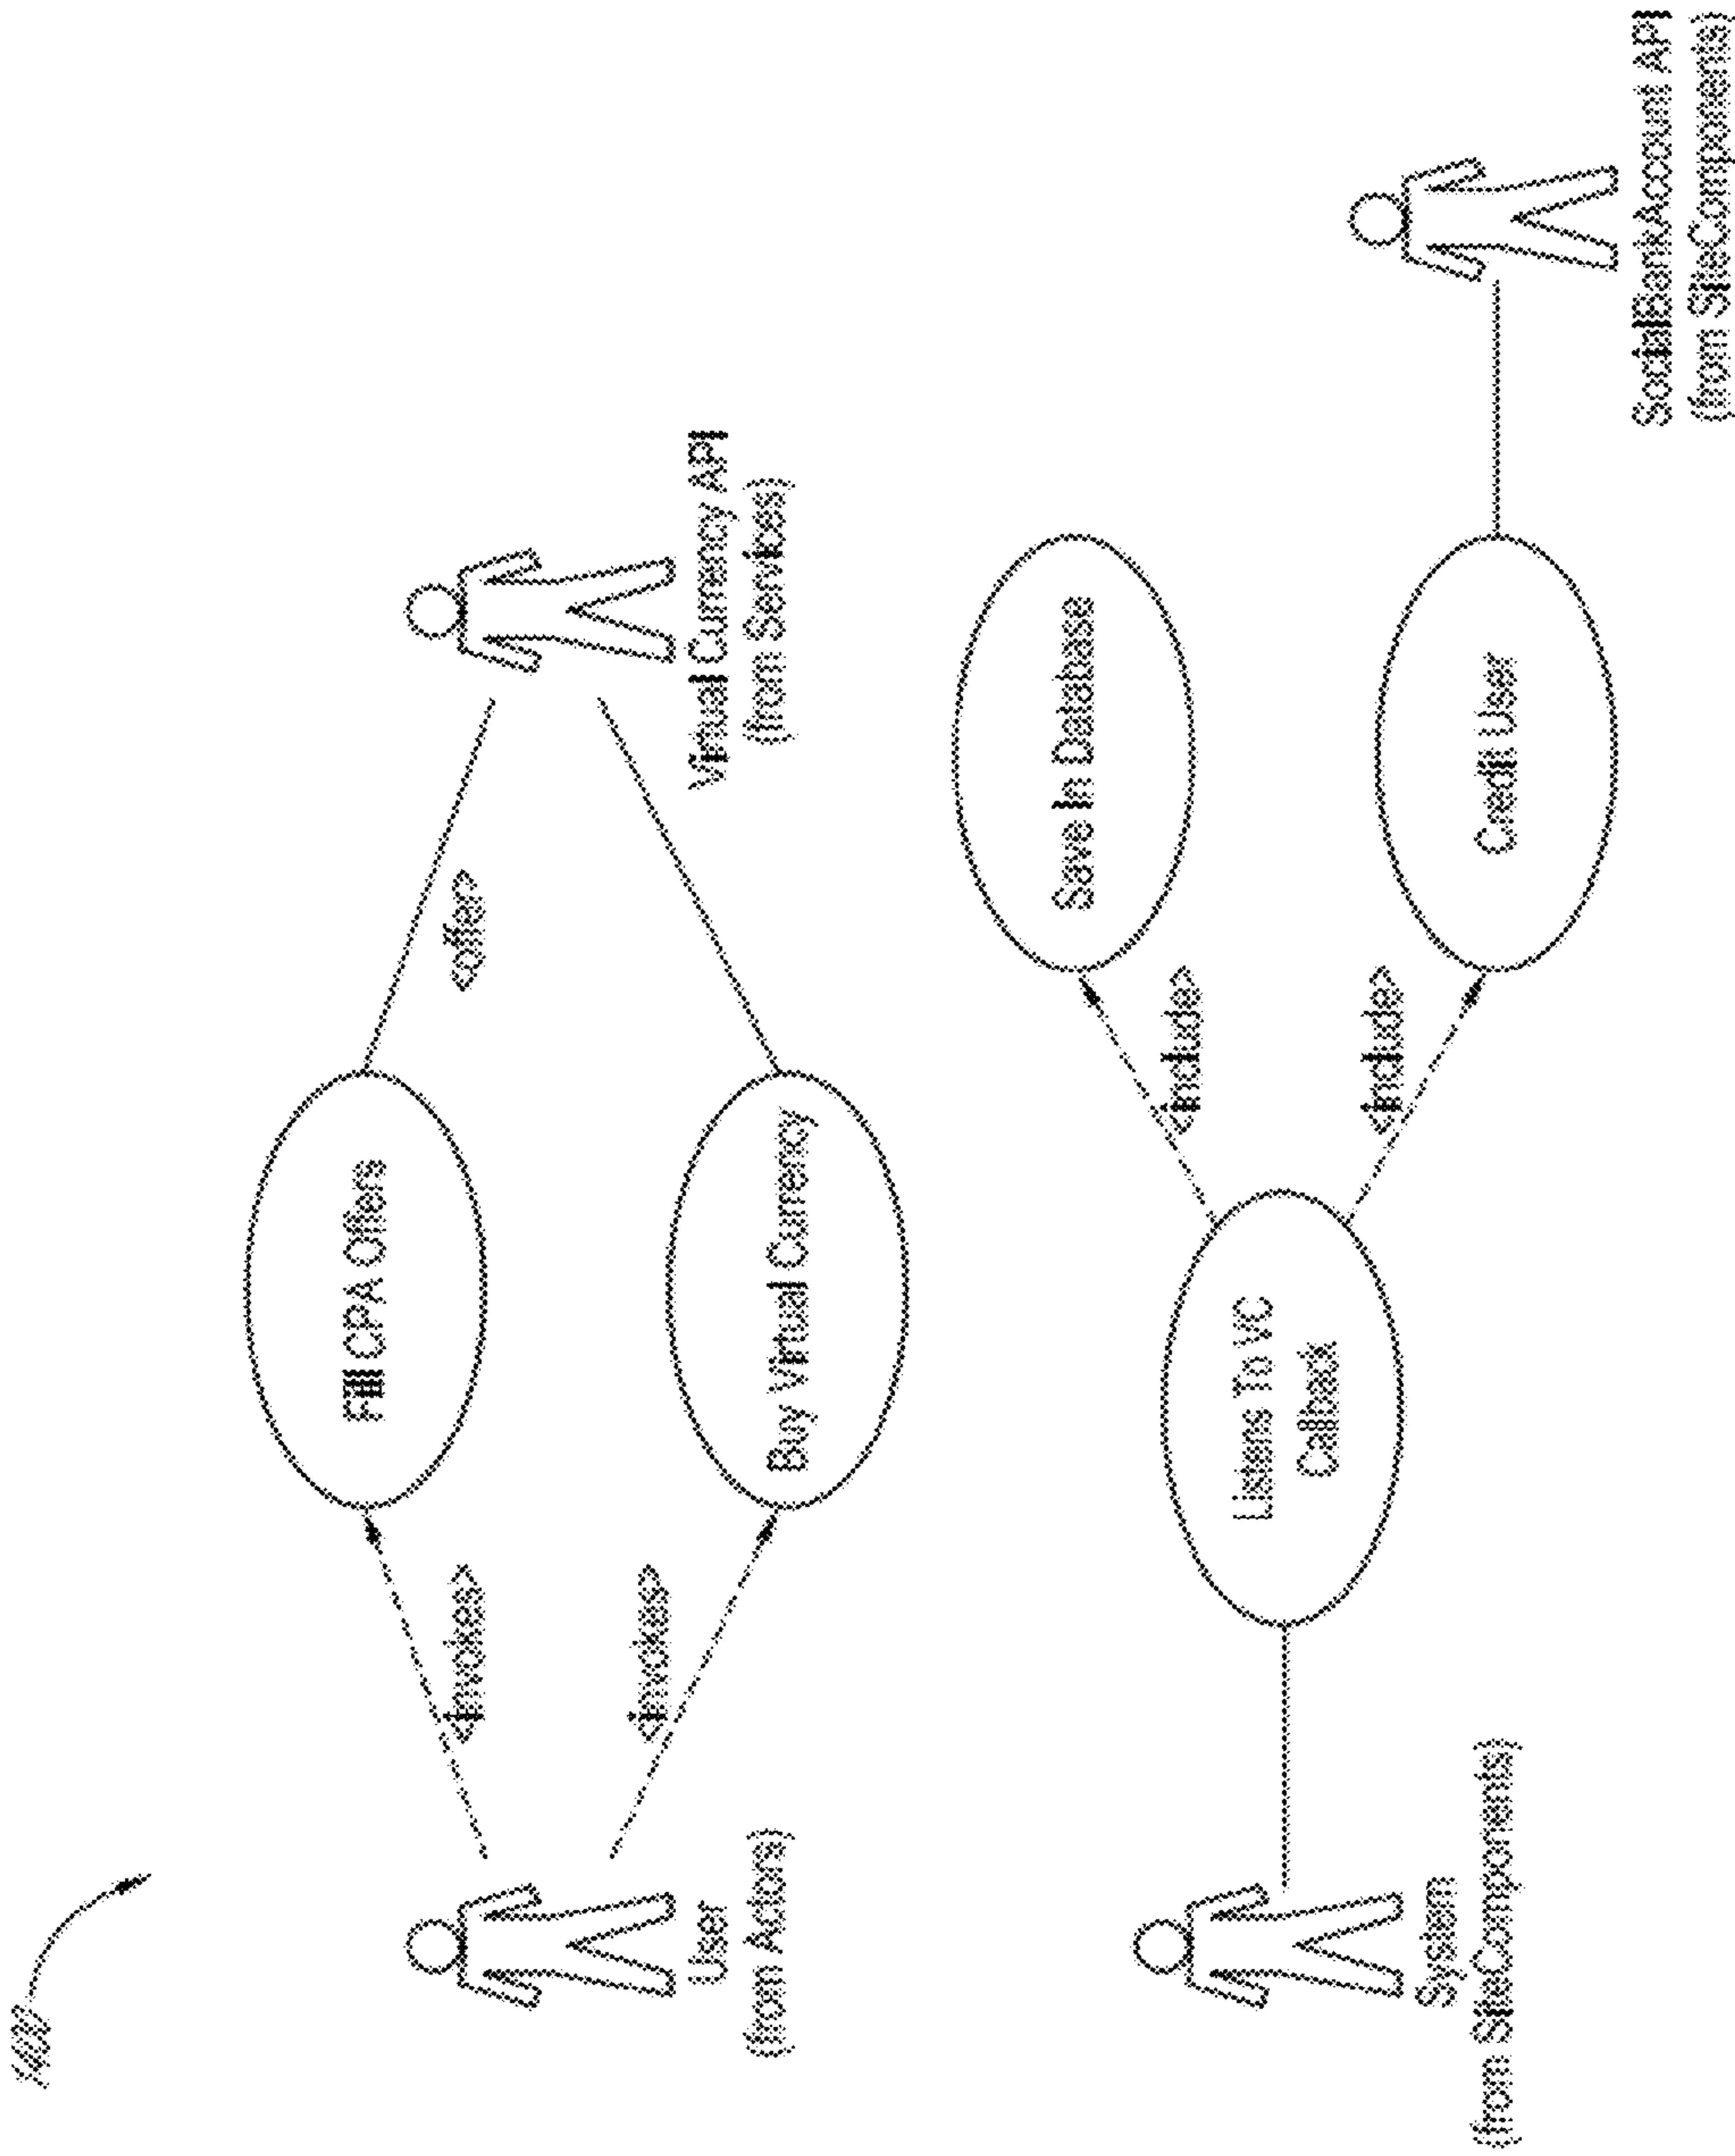 1400
Fill CPA Offers
<offer>
<invokes>
<invokes>
User
(from Actors)
Virtual Currency API
(from Services)
Buy Virtual Currency
Save In Database
<include>
Listens To VC
Callback
<include>
System
(from SiteComponents)
Credit User
SocialBankAccount API
(from SiteComponents)